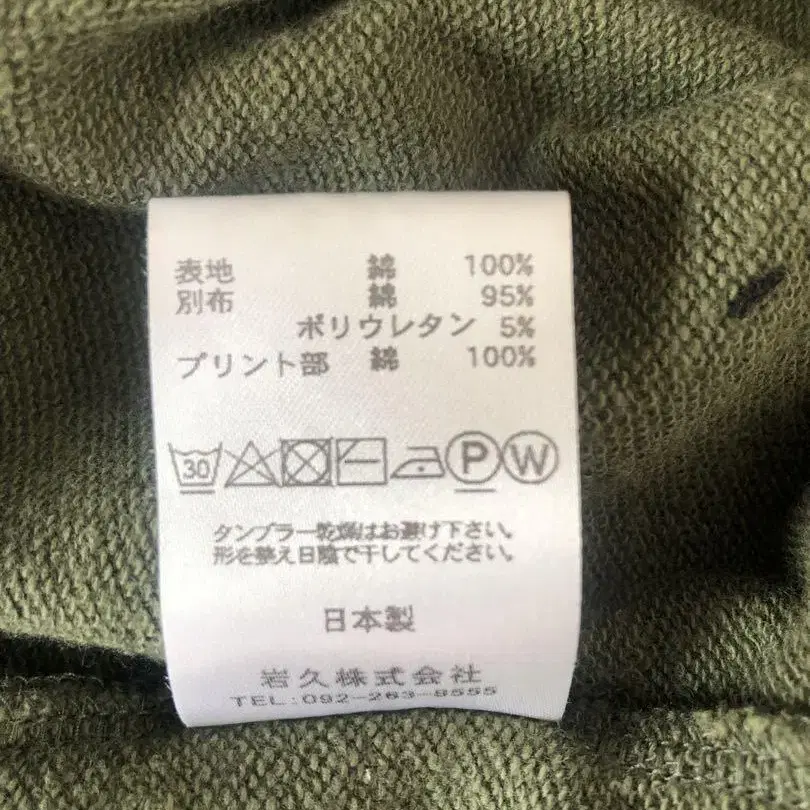 表地 綿 100%
別布 綿 95%
ポリウレタン 5%
プリント部 綿 100%
30 P W
タンブラー乾燥はお避け下さい。
形を整え日陰で干してください。
日本製
岩久株式会社
TEL:092-263-8555